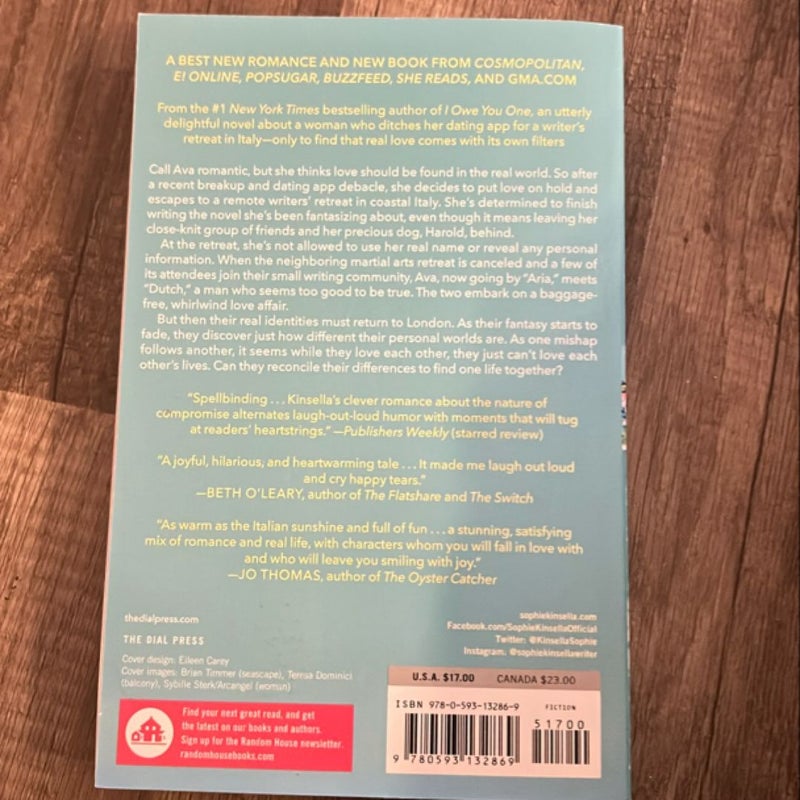 A BEST NEW ROMANCE AND NEW BOOK FROM COSMOPOLITAN,
E! ONLINE, POPSUGAR, BUZZFEED, SHE READS, AND GMA.COM
From the #1 New York Times bestselling author of I Owe You One, an utterly
delightful novel about a woman who ditches her dating app for a writer's
retreat in Italy—only to find that real love comes with its own filters
Call Ava romantic, but she thinks love should be found in the real world. So after
a recent breakup and dating app debacle, she decides to put love on hold and
escapes to a remote writers' retreat in coastal Italy. She's determined to finish
writing the novel she's been fantasizing about, even though it means leaving her
close-knit group of friends and her precious dog, Harold, behind.
At the retreat, she's not allowed to use her real name or reveal any personal
information. When the neighboring martial arts retreat is canceled and a few of
its attendees join their small writing community, Ava, now going by "Aria," meets
"Dutch," a man who seems too good to be true. The two embark on a baggage-
free, whirlwind love affair.
But then their real identities must return to London. As their fantasy starts to
fade, they discover just how different their personal worlds are. As one mishap
follows another, it seems while they love each other, they just can't love each
other's lives. Can they reconcile their differences to find one life together?
"Spellbinding . . . Kinsella's clever romance about the nature of
compromise alternates laugh-out-loud humor with moments that will tug
at readers' heartstrings." —Publishers Weekly (starred review)
"A joyful, hilarious, and heartwarming tale . . . It made me laugh out loud
and cry happy tears."
—BETH O'LEARY, author of The Flatshare and The Switch
"As warm as the Italian sunshine and full of fun . . . a stunning, satisfying
mix of romance and real life, with characters whom you will fall in love with
and who will leave you smiling with joy."
—JO THOMAS, author of The Oyster Catcher
thedialpress.com
THE DIAL PRESS
Cover design: Eileen Carey
Cover images: Brian Timmer (seascape), Teresa Dominici
(balcony), Sybille Sterk/Arcangel (woman)
sophiekinsella.com
Facebook.com/SophieKinsellaOfficial
Twitter: @KinsellaSophie
Instagram: @sophiekinsellawriter
Find your next great read, and get
the latest on our books and authors.
Sign up for the Random House newsletter.
randomhousebooks.com
U.S.A. $17.00 CANADA $23.00
ISBN 978-0-593-13286-9 FICTION
51700
9 780593 132869